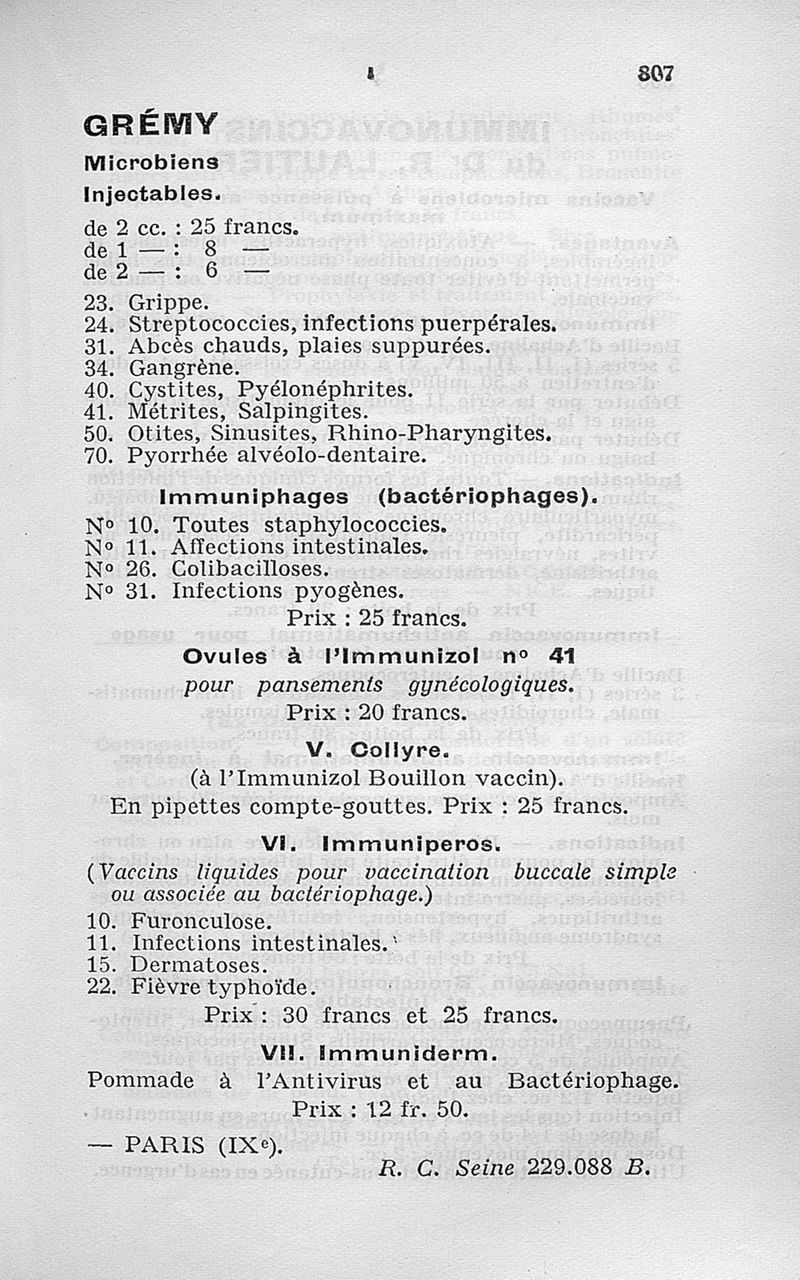 807
GRÉMY
Microbiens
Injectables.
de 2 cc. : 25 francs.
de 1 — : 8 —
de 2 — : 6 —
23. Grippe.
24. Streptococcies, infections puerpérales.
31. Abcès chauds, plaies suppurées.
34. Gangrène.
40. Cystites, Pyélonéphrites.
41. Métrites, Salpingites.
50. Otites, Sinusites, Rhino-Pharyngites.
70. Pyorrhée alvéolo-dentaire.
Immuniphages (bactériophages).
Nº 10. Toutes staphylococcies.
Nº 11. Affections intestinales.
Nº 26. Colibacilloses.
Nº 31. Infections pyogènes.
Prix : 25 francs.
Ovules à l'Immunizol nº 41
pour pansements gynécologiques.
Prix : 20 francs.
V. Collyre.
(à l'Immunizol Bouillon vaccin).
En pipettes compte-gouttes. Prix : 25 francs.
VI. Immuniperos.
(Vaccins liquides pour vaccination buccale simple
ou associée au bactériophage.)
10. Furonculose.
11. Infections intestinales.
15. Dermatoses.
22. Fièvre typhoïde.
Prix : 30 francs et 25 francs.
VII. Immuniderm.
Pommade à l'Antivirus et au Bactériophage.
Prix : 12 fr. 50.
— PARIS (IXe).
R. C. Seine 229.088 B.